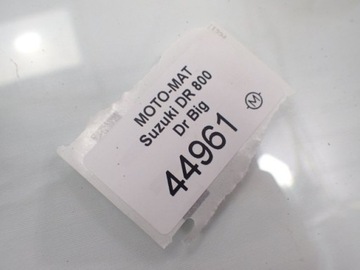 MOTO-MAT
Suzuki DR 800
Dr Big
44961
M